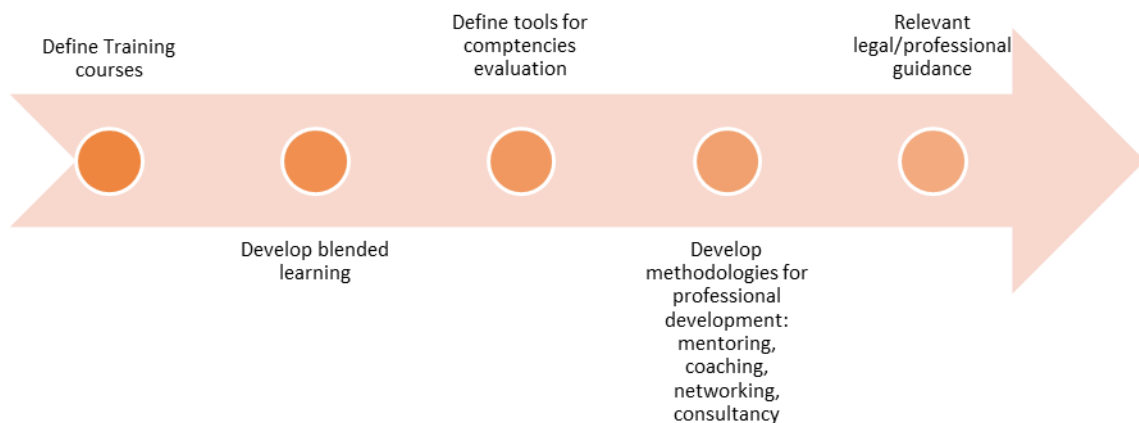 Define Training
courses
Develop blended
learning
Define tools for
comptencies
evaluation
Develop
methodologies for
professional
development:
mentoring,
coaching,
networking,
consultancy
Relevant
legal/professional
guidance